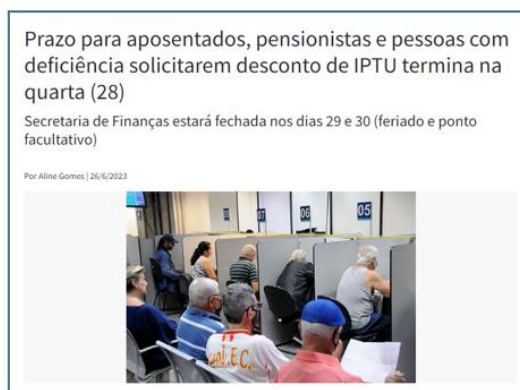 Prazo para aposentados, pensionistas e pessoas com
deficiência solicitarem desconto de IPTU termina na
quarta (28)
Secretaria de Finanças estará fechada nos dias 29 e 30 (feriado e ponto
facultativo)
Por Aline Gomes | 26/6/2023
07
06
05